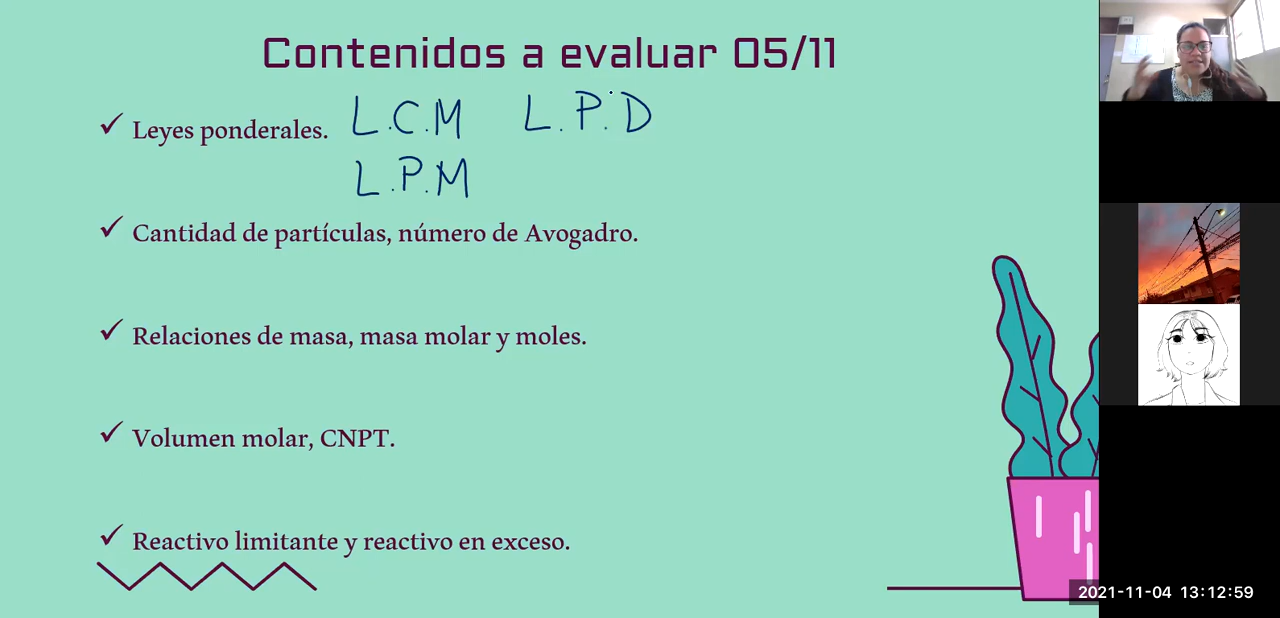 Contenidos a evaluar 05/11
✓ Leyes ponderales. L.C.M L.P.D
L.P.M
✓ Cantidad de partículas, número de Avogadro.
✓ Relaciones de masa, masa molar y moles.
✓ Volumen molar, CNPT.
✓ Reactivo limitante y reactivo en exceso.
2021-11-04 13:12:59